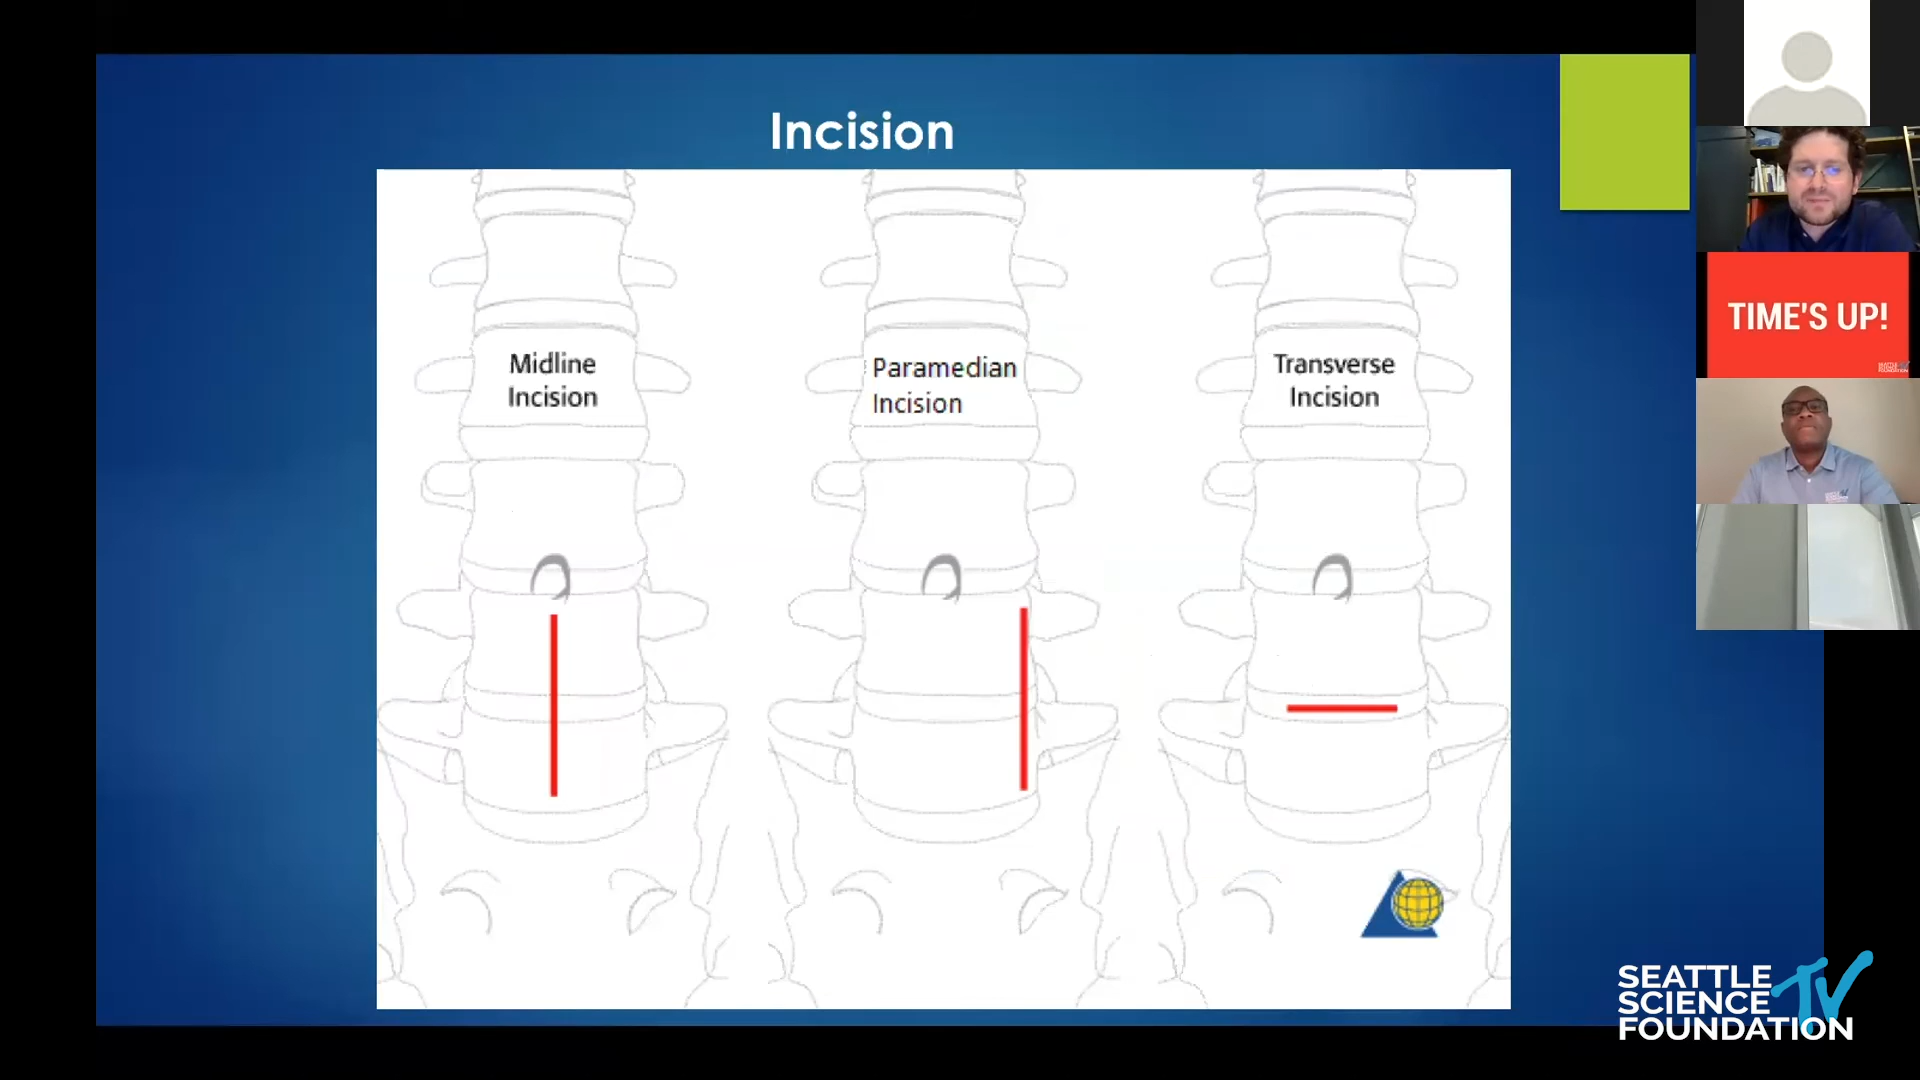 Incision
Midline
Incision
Paramedian
Incision
Transverse
Incision
TIME'S UP!
SEATTLE
SCIENCE TV
FOUNDATION